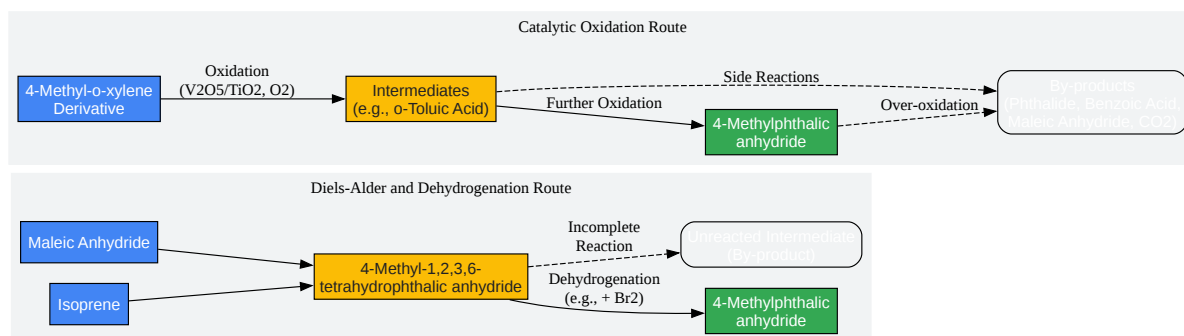 Catalytic Oxidation Route
4-Methyl-o-xylene
Derivative
Oxidation
(V2O5/TiO2, O2)
Intermediates
(e.g., o-Toluic Acid)
Side Reactions
Further Oxidation
4-Methylphthalic
anhydride
Over-oxidation
By-products
(Phthalide, Benzoic Acid,
Maleic Anhydride, CO2)
Diels-Alder and Dehydrogenation Route
Maleic Anhydride
Isoprene
4-Methyl-1,2,3,6-
tetrahydrophthalic anhydride
Incomplete
Reaction
Unreacted Intermediate
(By-product)
Dehydrogenation
(e.g., + Br2)
4-Methylphthalic
anhydride